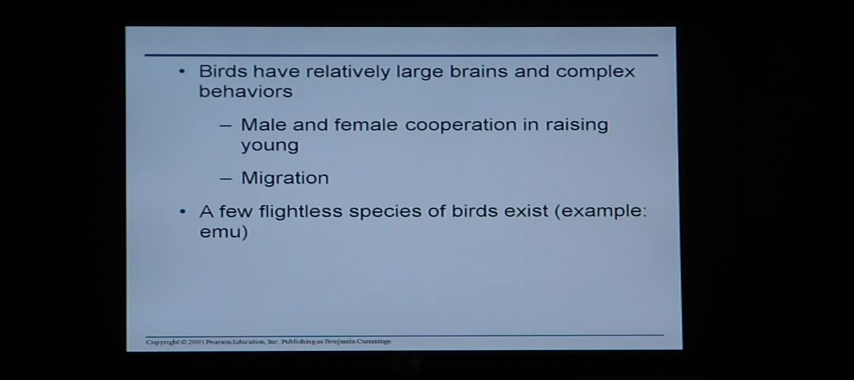 • Birds have relatively large brains and complex
behaviors
– Male and female cooperation in raising
young
– Migration
• A few flightless species of birds exist (example:
emu)
Copyright © 2005 Pearson Education, Inc. Publishing as Benjamin Cummings